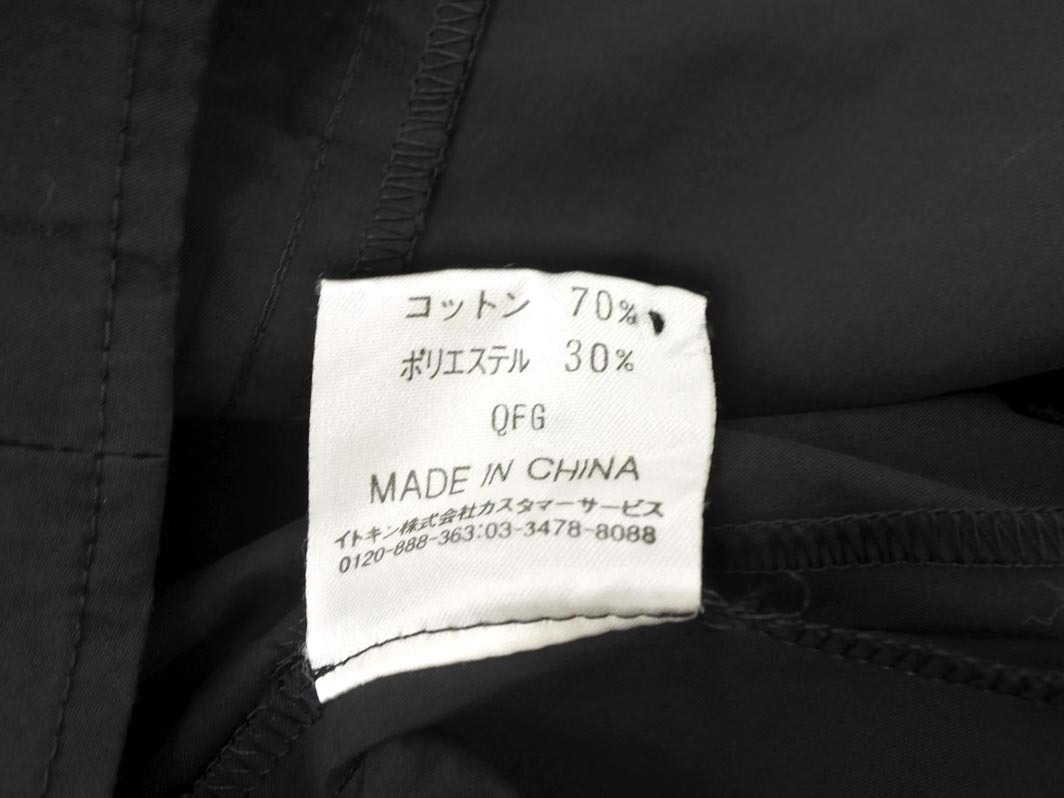 コットン 70%
ポリエステル 30%
QFG
MADE IN CHINA
イトキン株式会社カスタマーサービス
0120-888-363:03-3478-8088